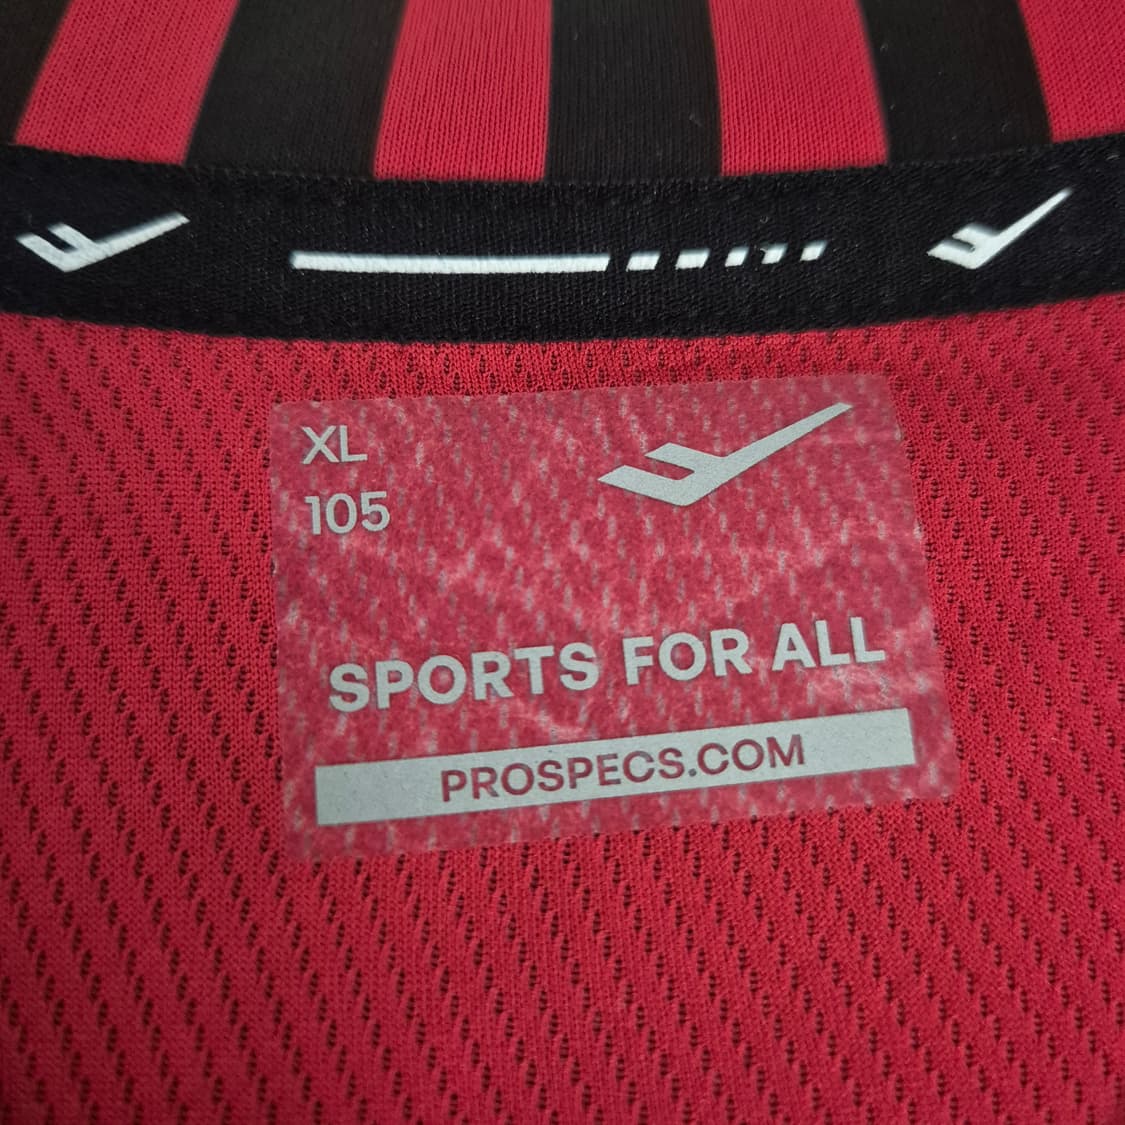 XL
105
SPORTS FOR ALL
PROSPECS.COM